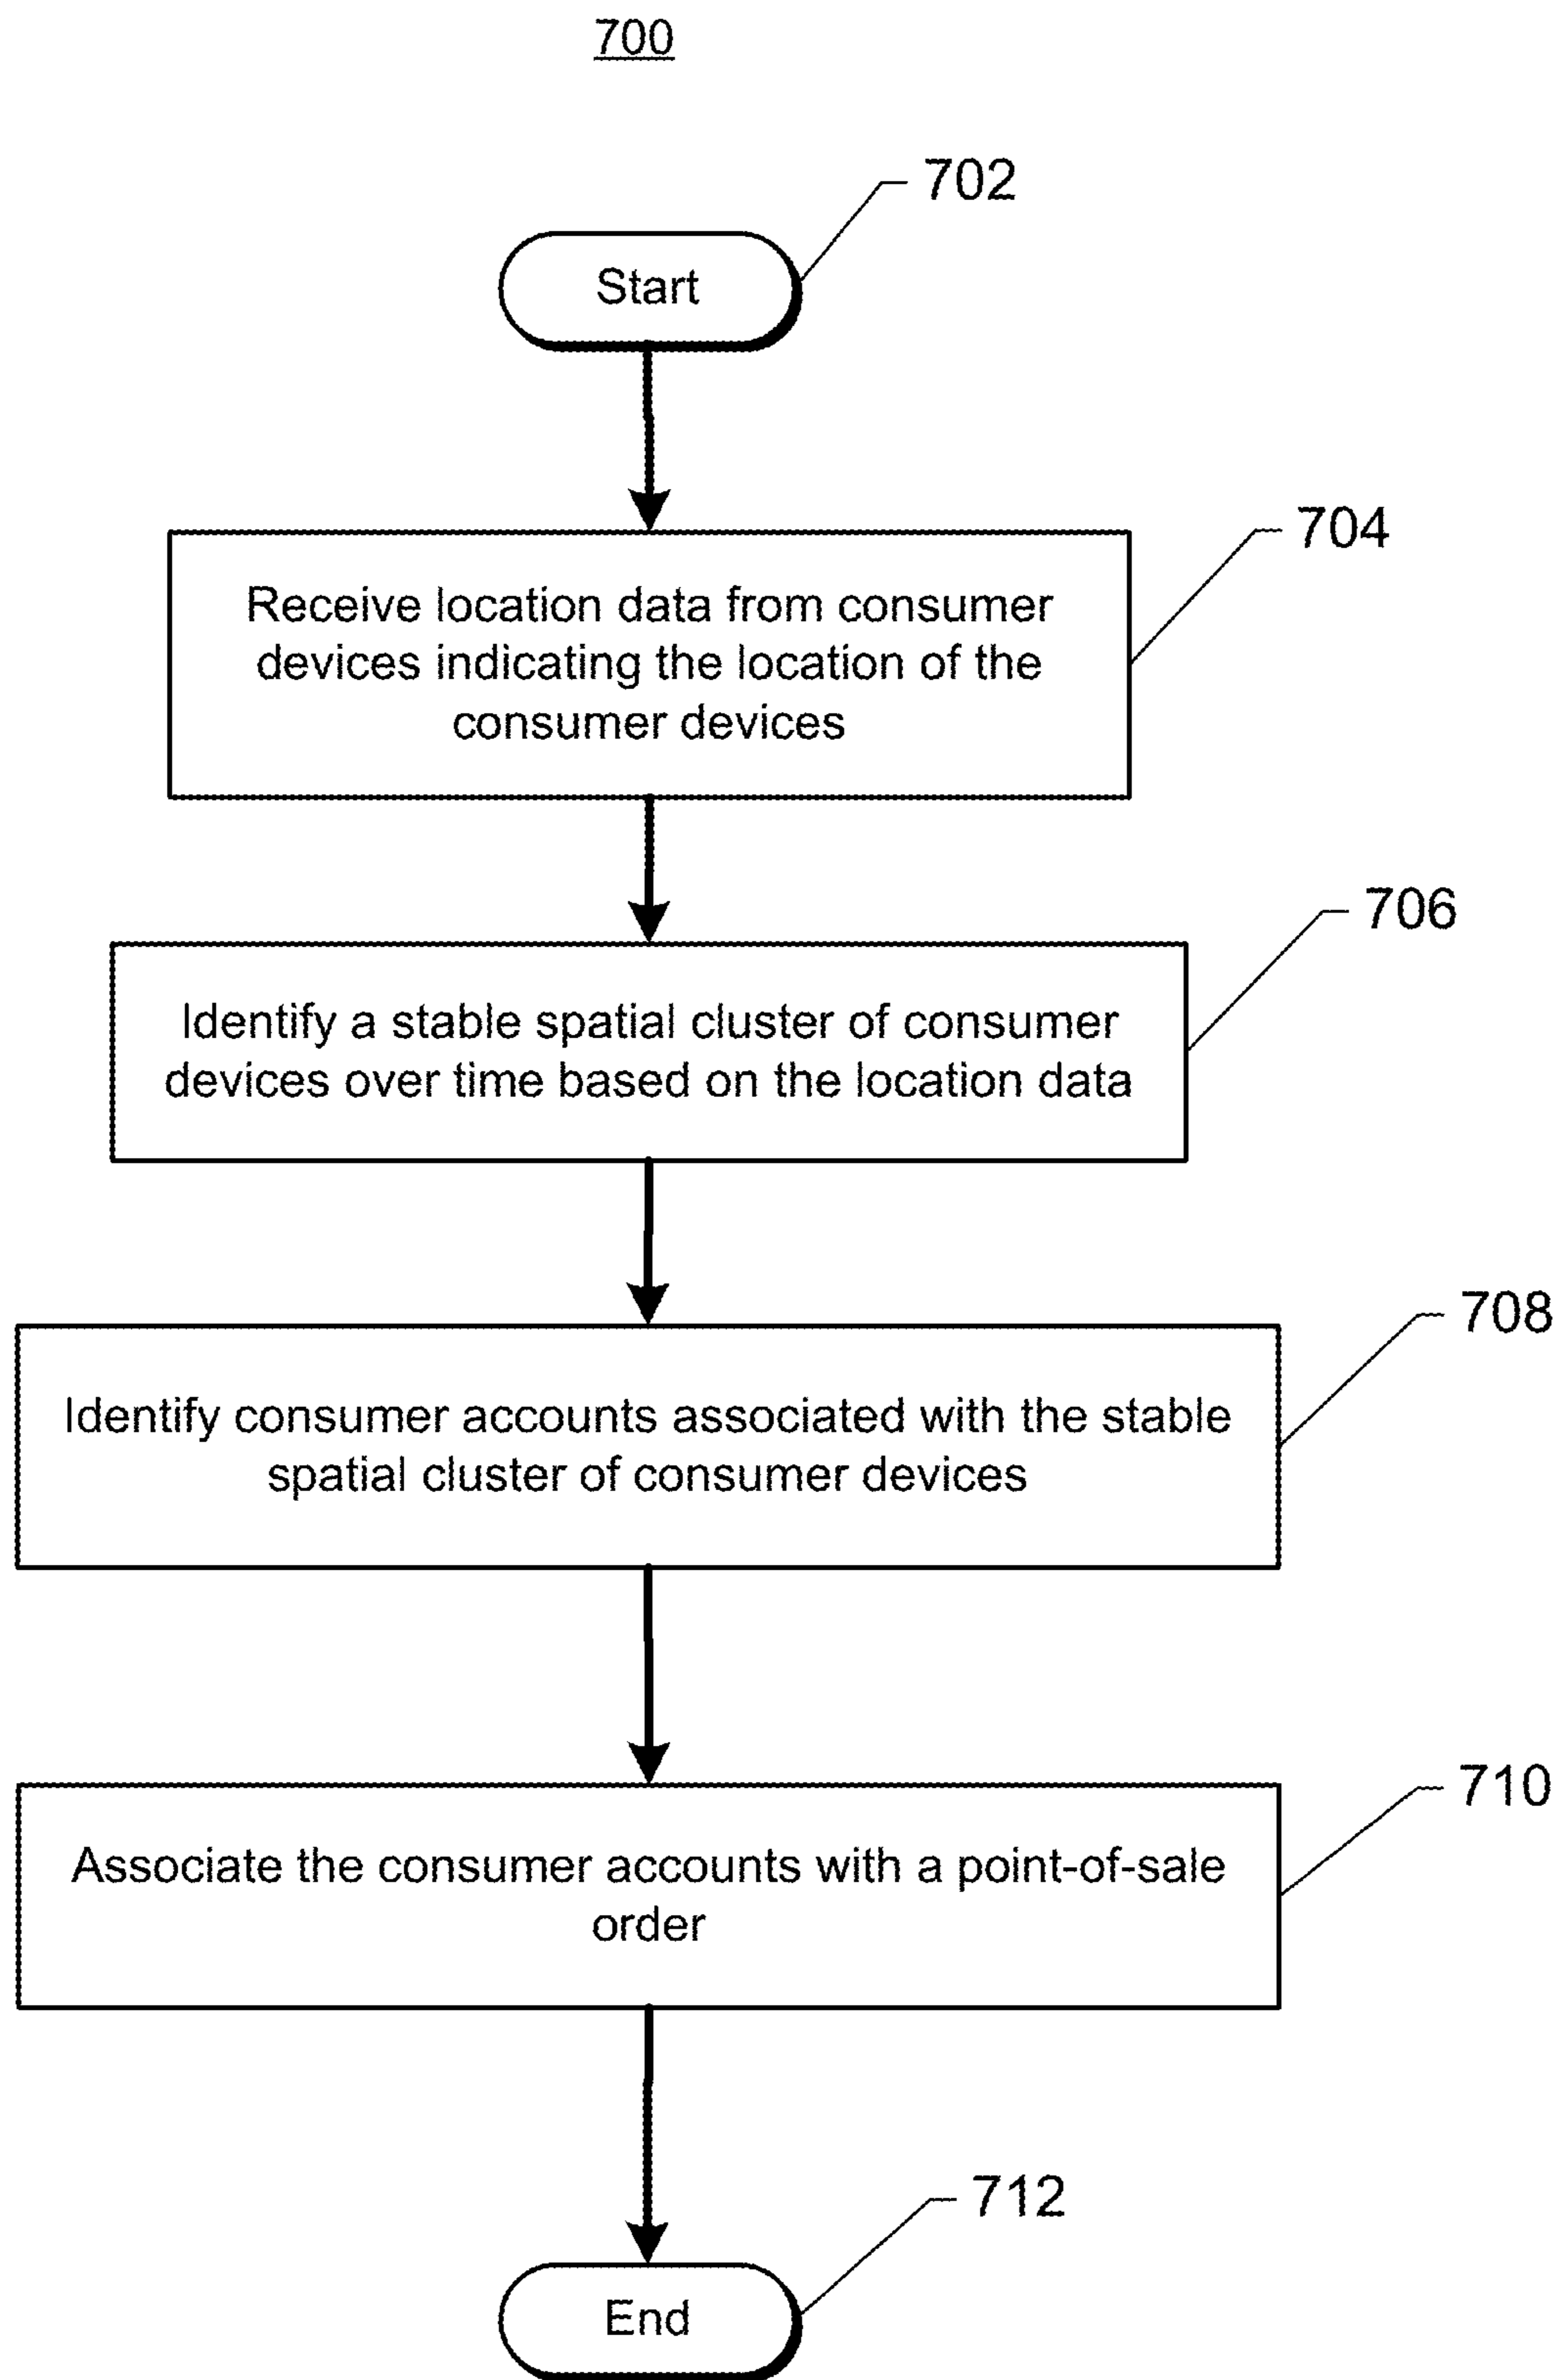 700
702
Start
704
Receive location data from consumer
devices indicating the location of the
consumer devices
706
Identify a stable spatial cluster of consumer
devices over time based on the location data
708
Identify consumer accounts associated with the stable
spatial cluster of consumer devices
710
Associate the consumer accounts with a point-of-sale
order
712
End